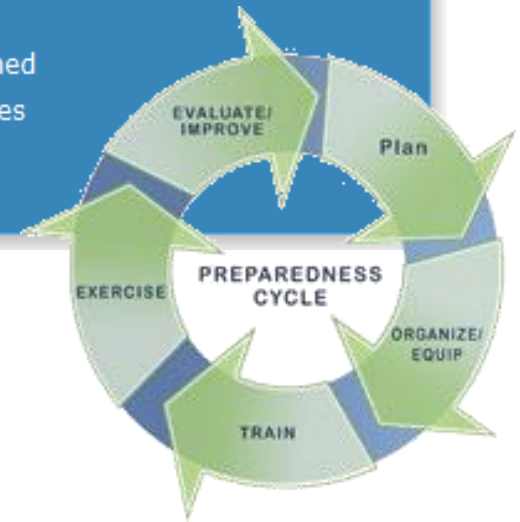 ned
es
EVALUATE/
IMPROVE
Plan
PREPAREDNESS
CYCLE
EXERCISE
ORGANIZE/
EQUIP
TRAIN